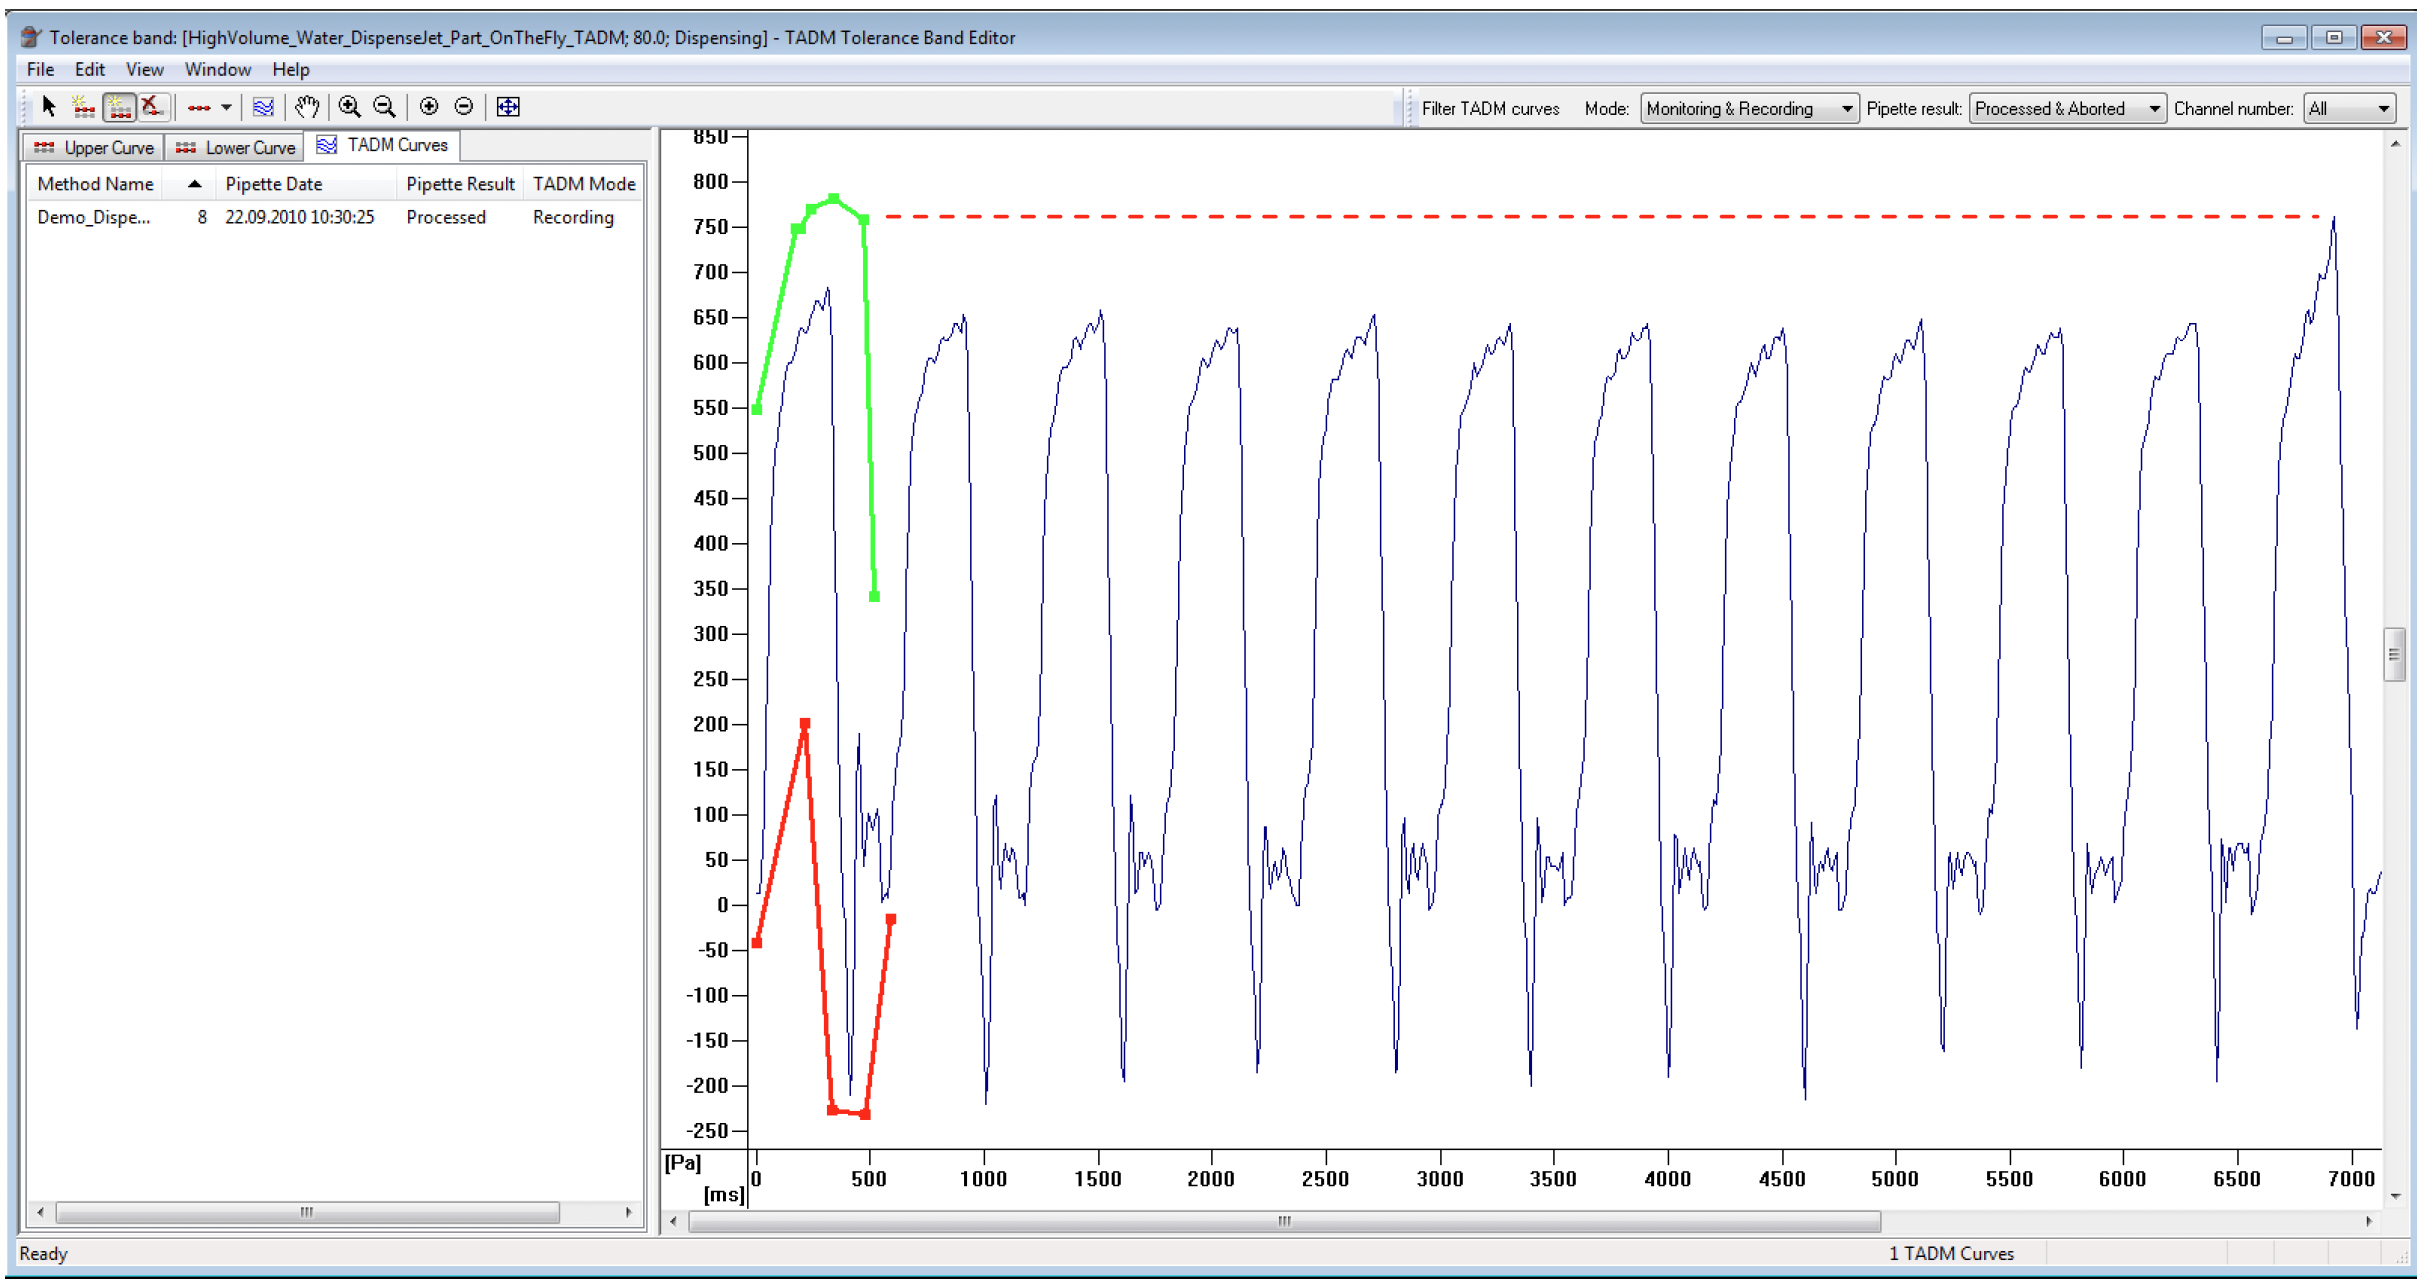 Tolerance band: [HighVolume_Water_DispenseJet_Part_OnTheFly_TADM; 80.0; Dispensing] - TADM Tolerance Band Editor
File Edit View Window Help
Filter TADM curves Mode: Monitoring & Recording Pipette result: Processed & Aborted Channel number: All
Upper Curve Lower Curve TADM Curves
Method Name Pipette Date Pipette Result TADM Mode
Demo_Dispe... 8 22.09.2010 10:30:25 Processed Recording
850
800
750
700
650
600
550
500
450
400
350
300
250
200
150
100
50
0
-50
-100
-150
-200
-250
[Pa]
[ms] 0 500 1000 1500 2000 2500 3000 3500 4000 4500 5000 5500 6000 6500 7000
Ready 1 TADM Curves